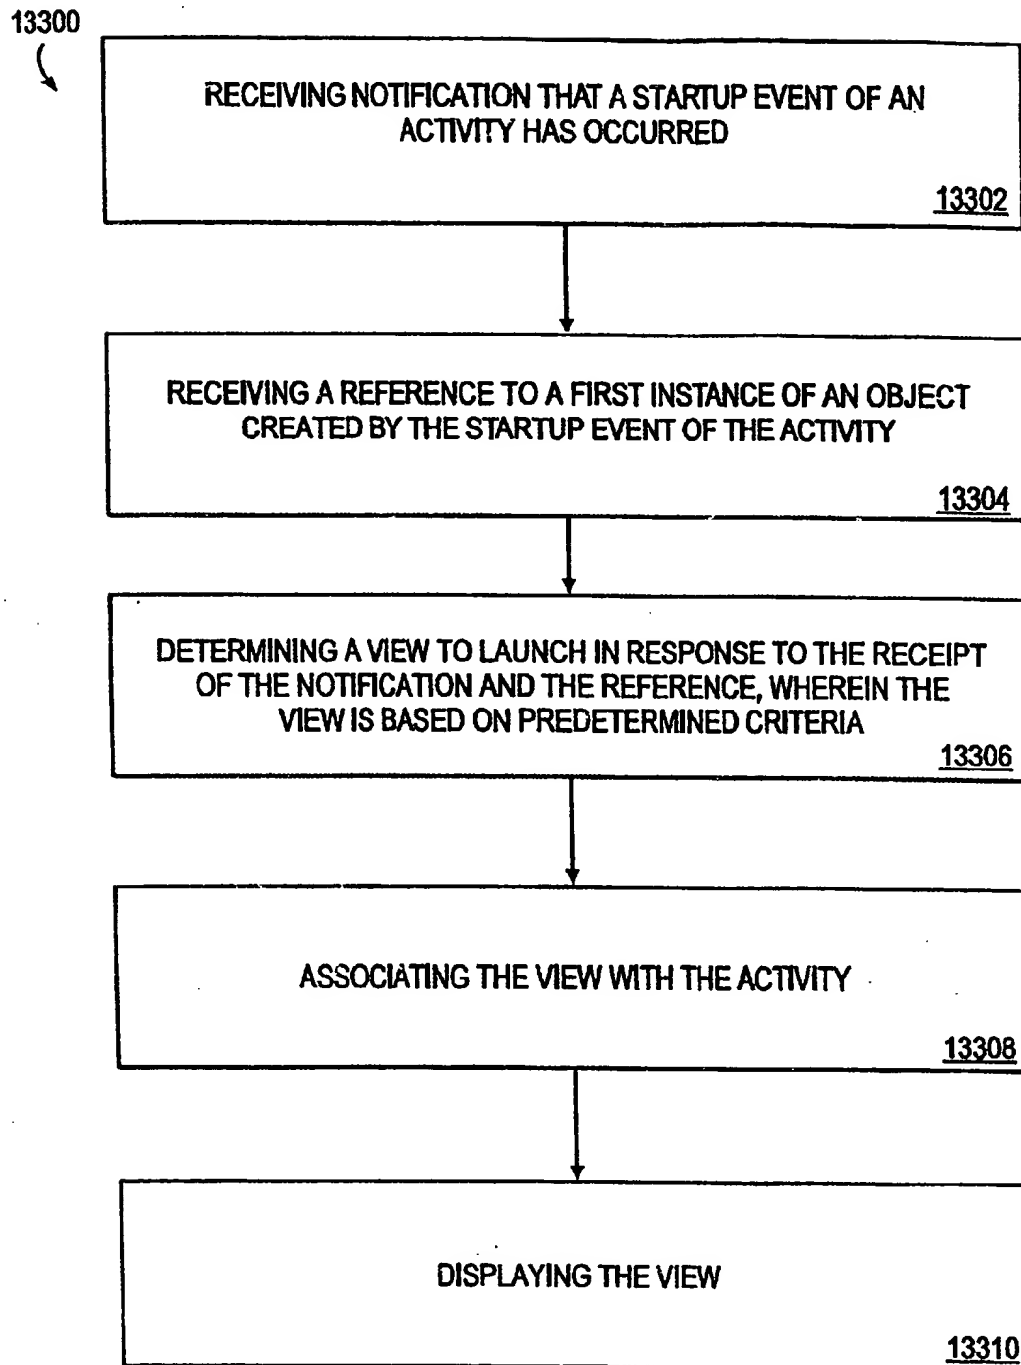 13300
RECEIVING NOTIFICATION THAT A STARTUP EVENT OF AN
ACTIVITY HAS OCCURRED
13302
RECEIVING A REFERENCE TO A FIRST INSTANCE OF AN OBJECT
CREATED BY THE STARTUP EVENT OF THE ACTIVITY
13304
DETERMINING A VIEW TO LAUNCH IN RESPONSE TO THE RECEIPT
OF THE NOTIFICATION AND THE REFERENCE, WHEREIN THE
VIEW IS BASED ON PREDETERMINED CRITERIA
13306
ASSOCIATING THE VIEW WITH THE ACTIVITY
13308
DISPLAYING THE VIEW
13310